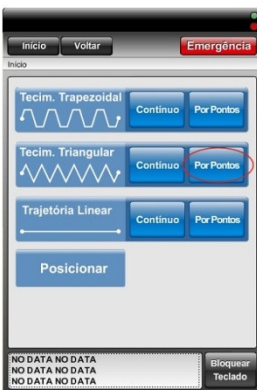 Início Voltar Emergência
Início
Tecim. Trapezoidal Contínuo Por Pontos
Tecim. Triangular Contínuo Por Pontos
Trajetória Linear Contínuo Por Pontos
Posicionar
NO DATA NO DATA
NO DATA NO DATA
NO DATA NO DATA
Bloquear
Teclado